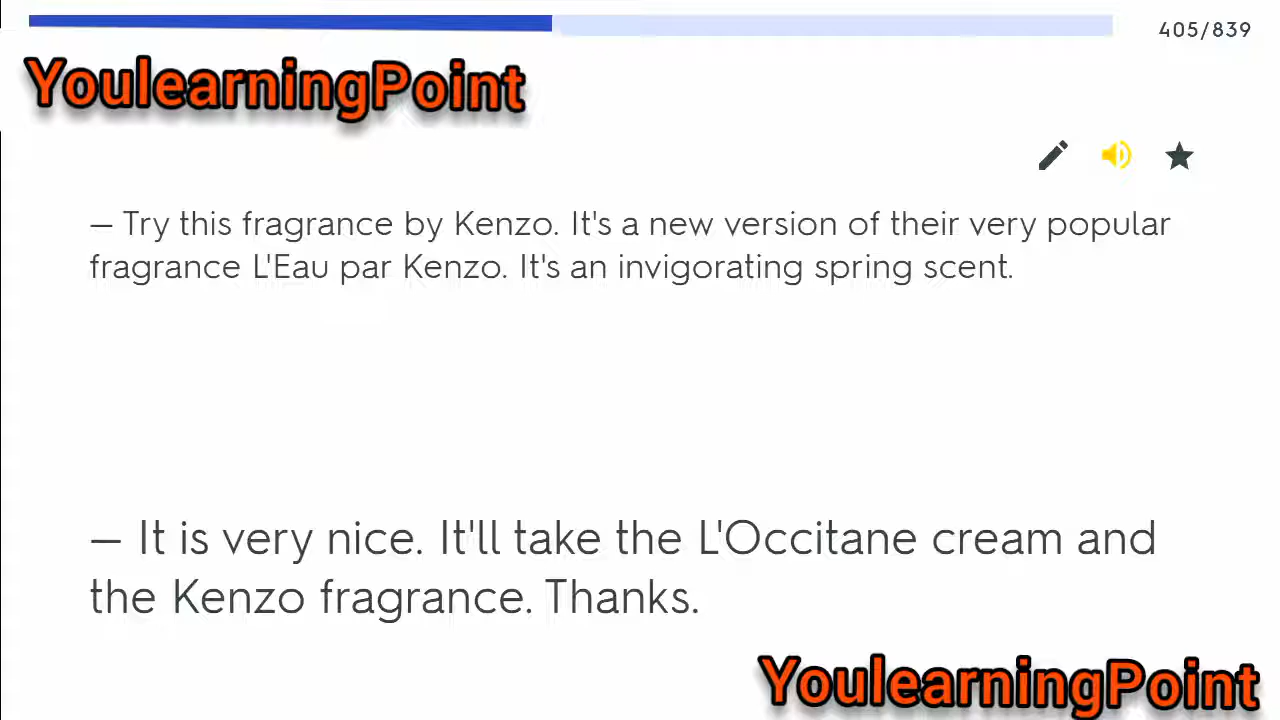 405/839
YoulearningPoint
– Try this fragrance by Kenzo. It's a new version of their very popular
fragrance L'Eau par Kenzo. It's an invigorating spring scent.
– It is very nice. It'll take the L'Occitane cream and
the Kenzo fragrance. Thanks.
YoulearningPoint